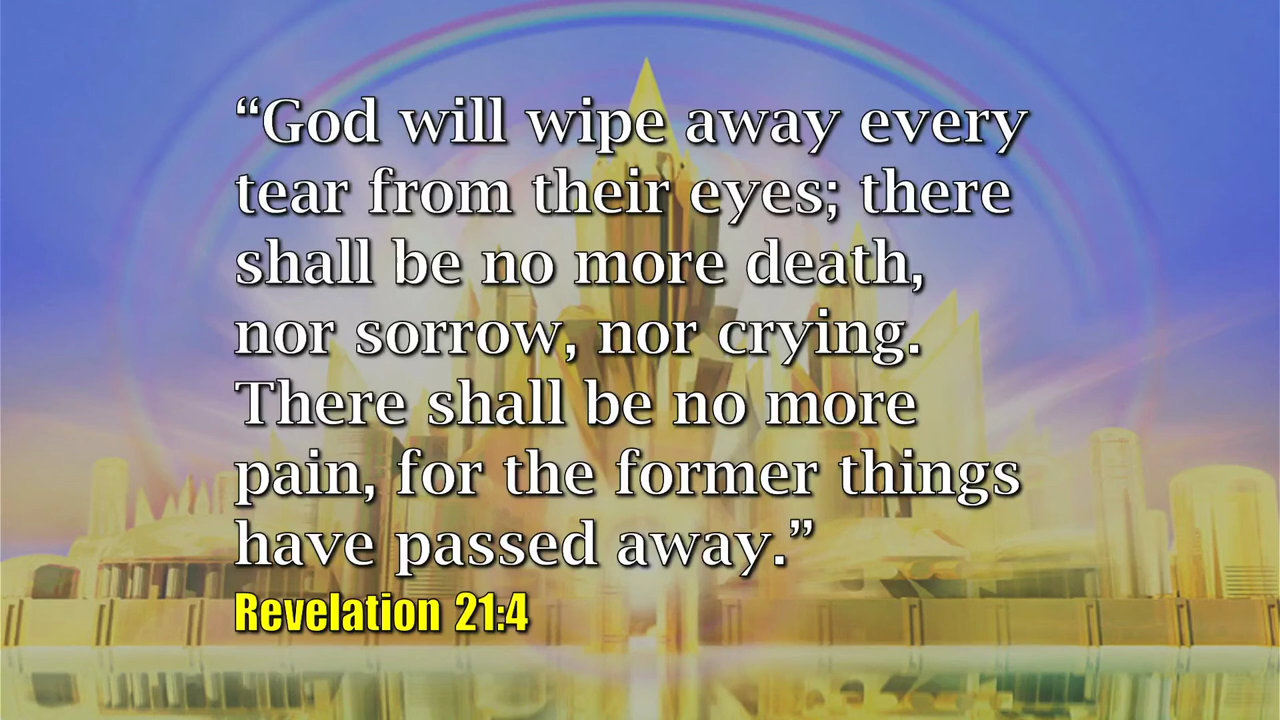 “God will wipe away every
tear from their eyes; there
shall be no more death,
nor sorrow, nor crying.
There shall be no more
pain, for the former things
have passed away.”
Revelation 21:4